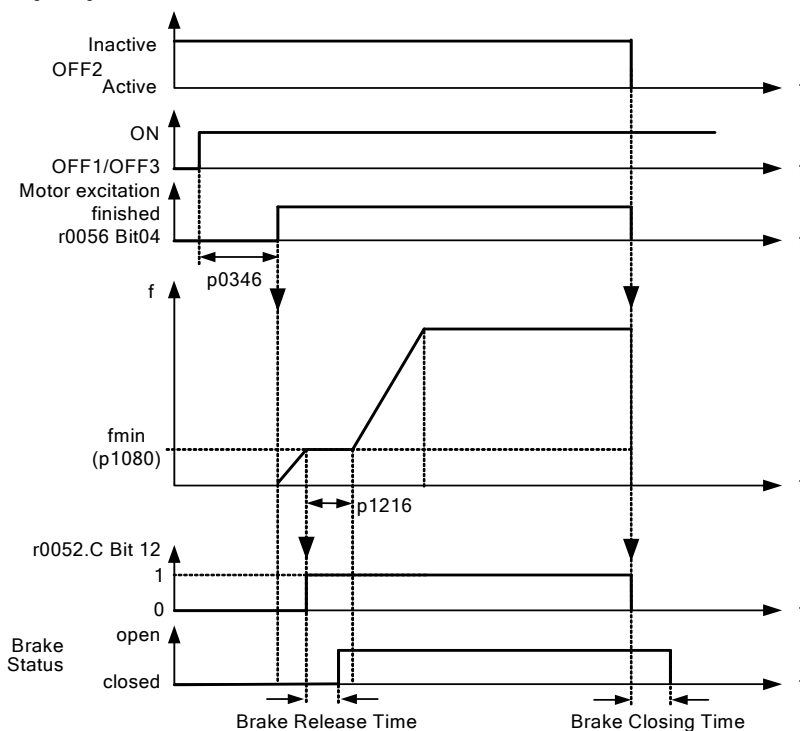 Inactive
OFF2
Active
ON
OFF1/OFF3
Motor excitation
finished
r0056 Bit04
p0346
f
fmin
(p1080)
p1216
r0052.C Bit 12
1
0
open
Brake
Status
closed
Brake Release Time
Brake Closing Time